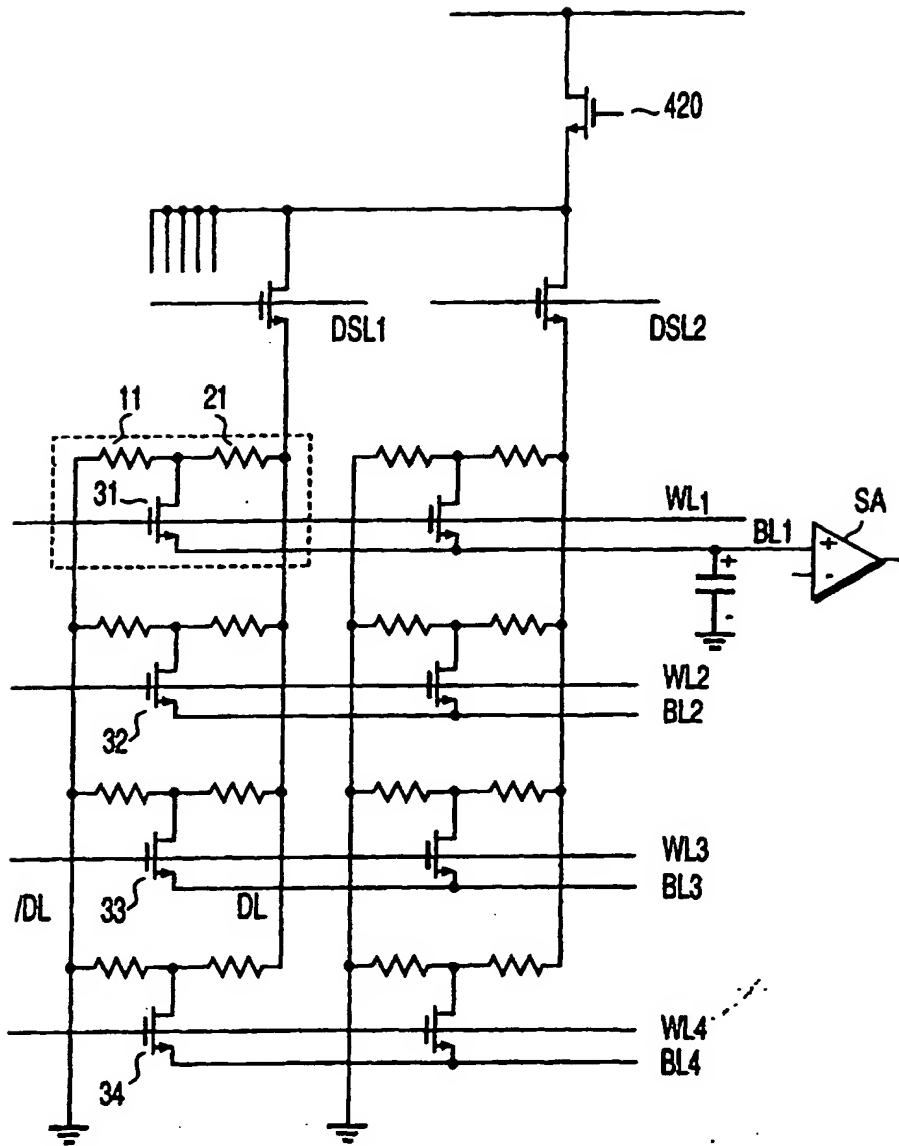 420
DSL1
DSL2
11
21
31
WL1
BL1
SA
+
+
-
-
WL2
BL2
32
WL3
BL3
/DL
33
DL
WL4
BL4
34